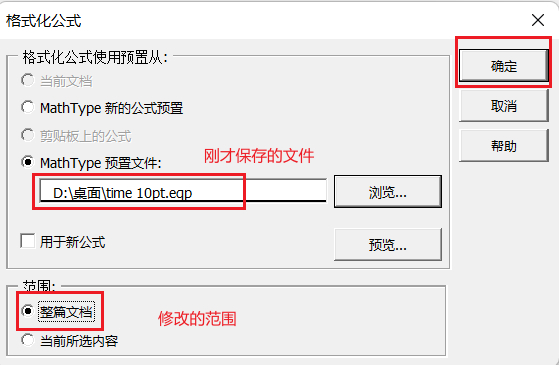 格式化公式
格式化公式使用预置从:
当前文档
MathType 新的公式预置
剪贴板上的公式
MathType 预置文件:
刚才保存的文件
D:\桌面\time 10pt.eqp
浏览...
用于新公式
预览...
确定
取消
帮助
范围:
整篇文档
修改的范围
当前所选内容